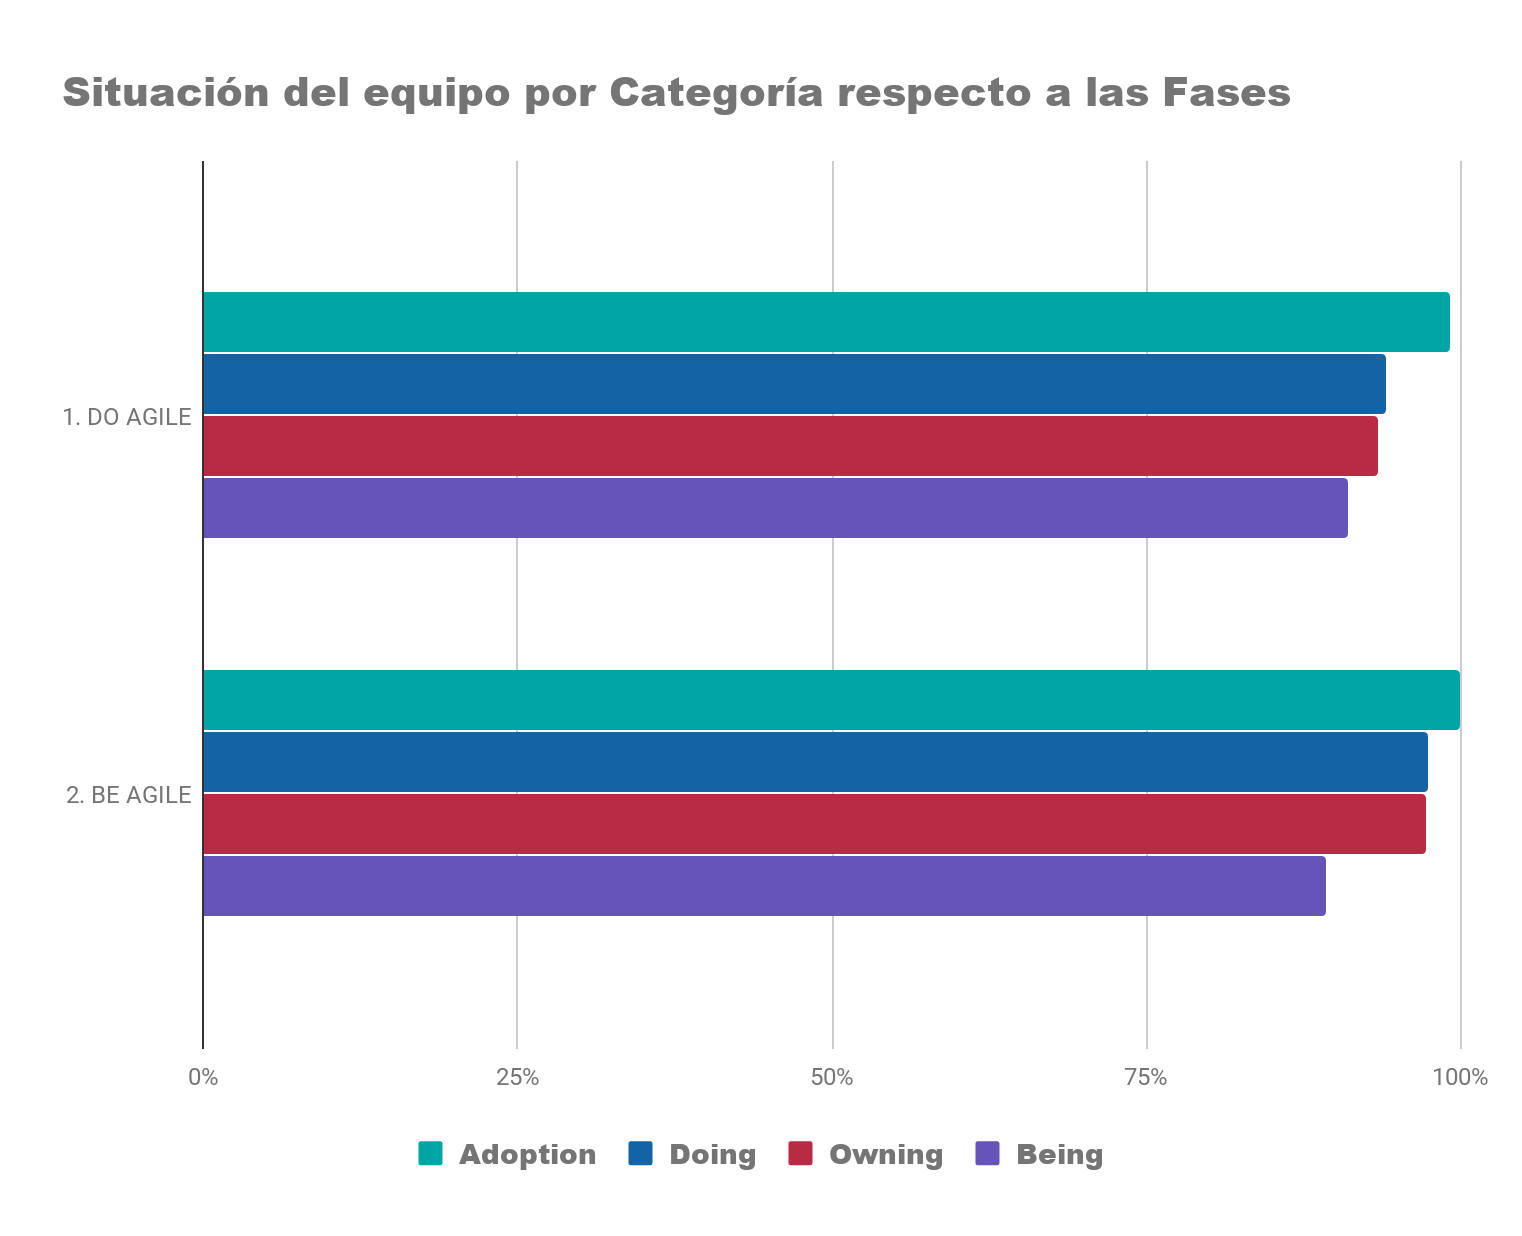 Situación del equipo por Categoría respecto a las Fases
1. DO AGILE
2. BE AGILE
0% 25% 50% 75% 100%
Adoption Doing Owning Being